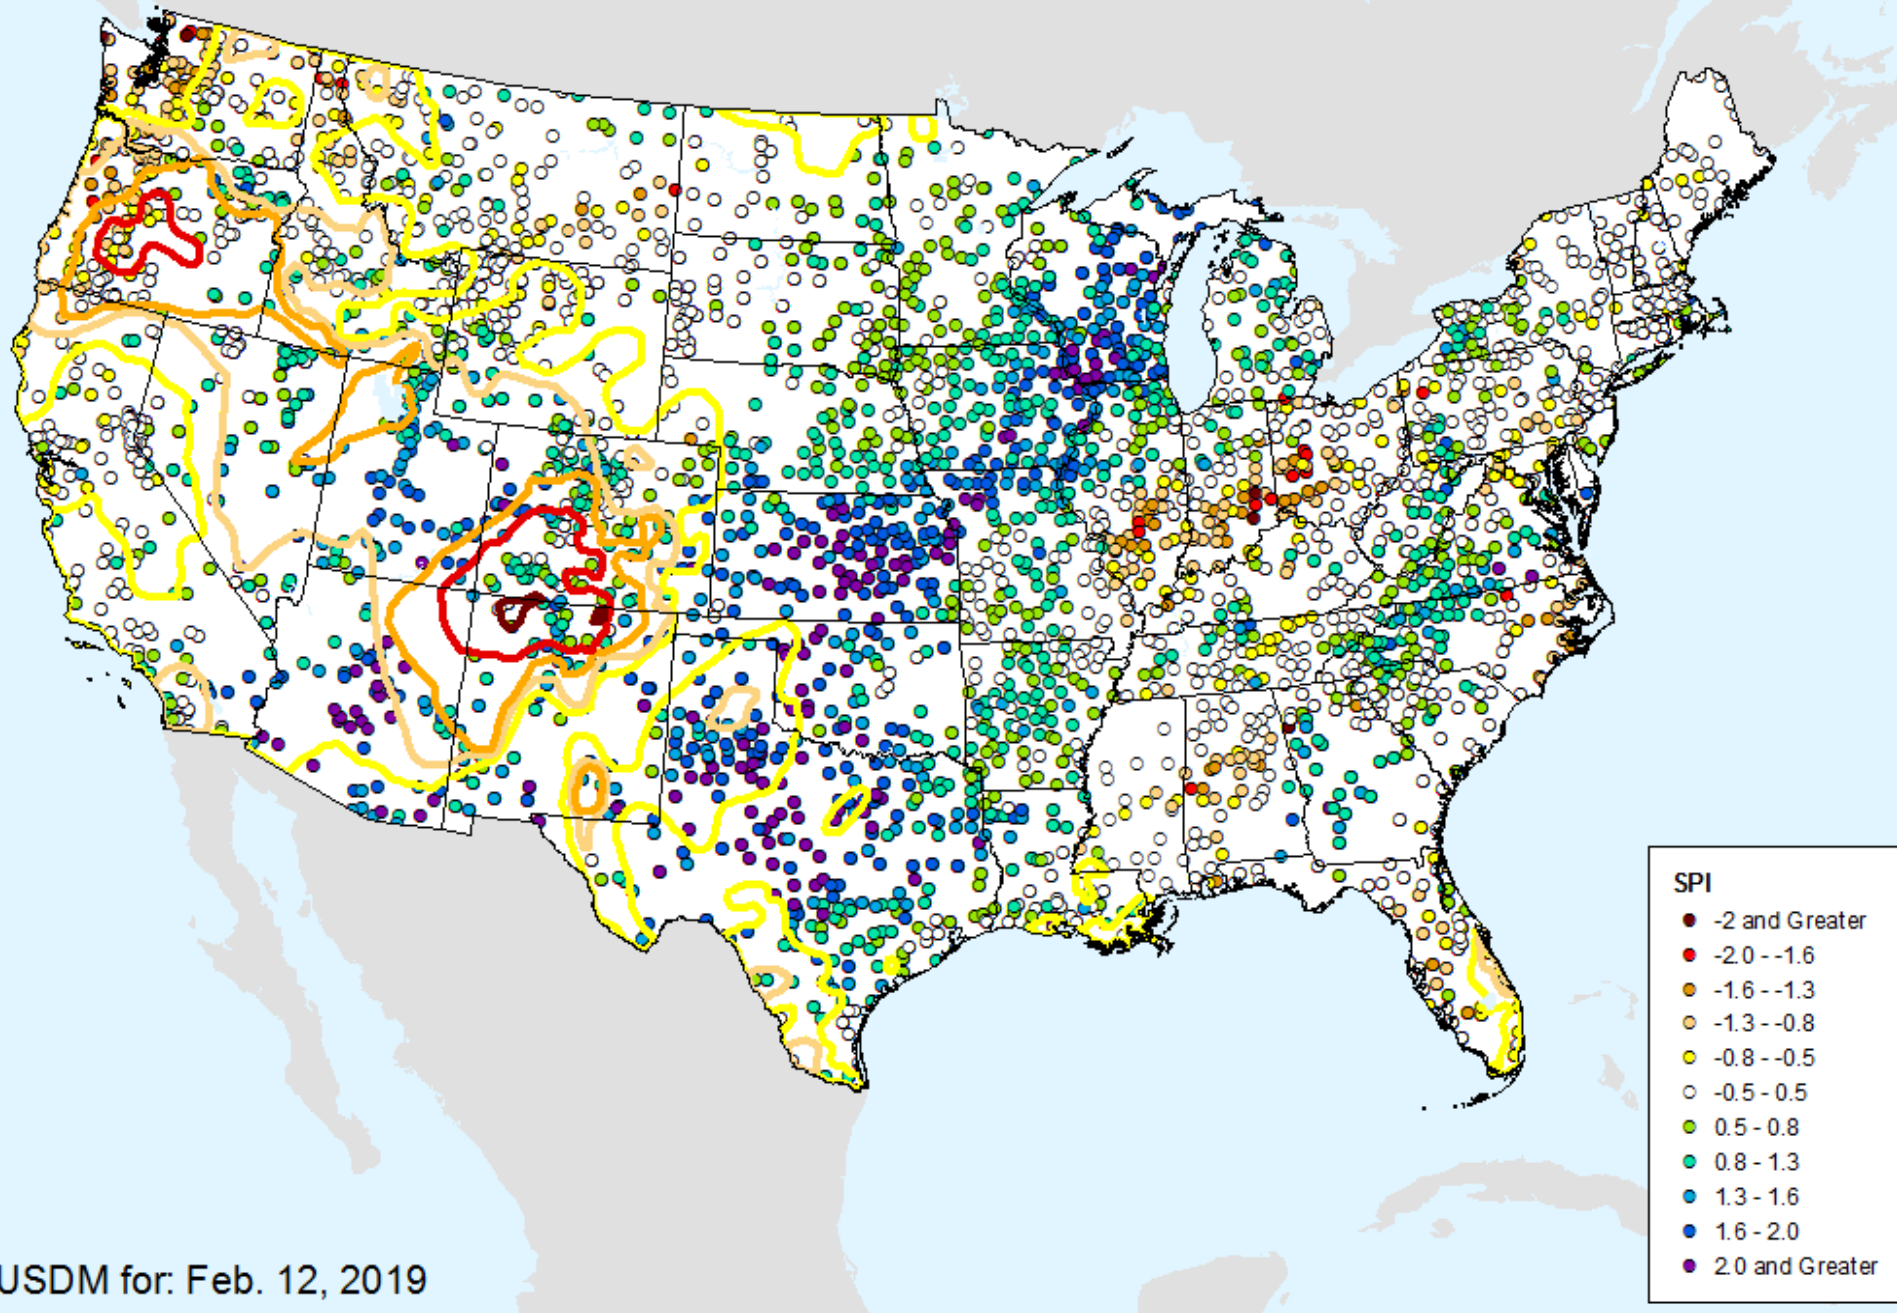 SPI
-2 and Greater
-2.0 - -1.6
-1.6 - -1.3
-1.3 - -0.8
-0.8 - -0.5
-0.5 - 0.5
0.5 - 0.8
0.8 - 1.3
1.3 - 1.6
1.6 - 2.0
2.0 and Greater
USDM for: Feb. 12, 2019